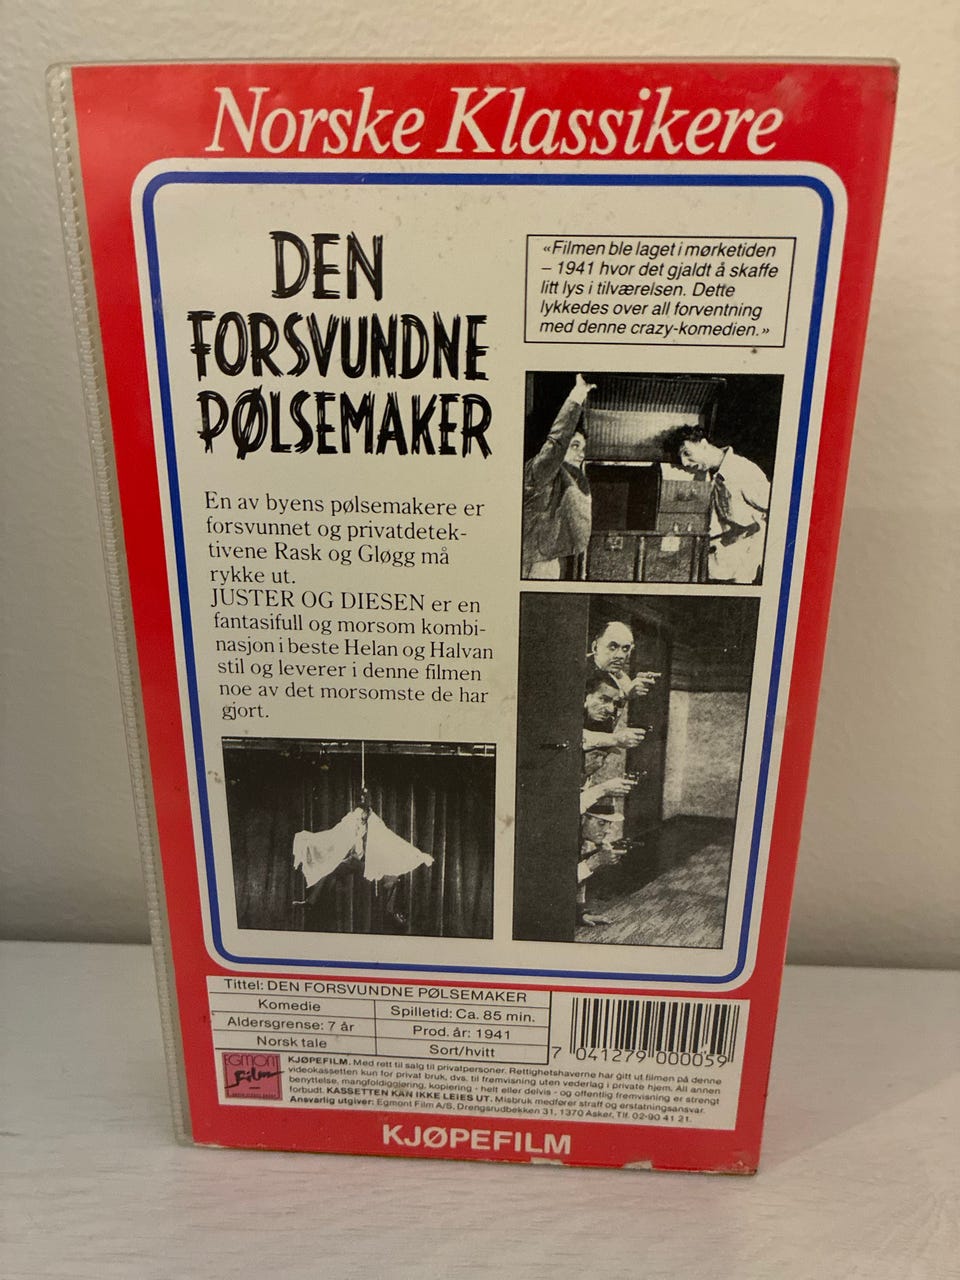 Norske Klassikere
DEN
FORSVUNDNE
PØLSEMAKER
«Filmen ble laget i mørketiden
– 1941 hvor det gjaldt å skaffe
litt lys i tilværelsen. Dette
lykkedes over all forventning
med denne crazy-komedien.»
En av byens pølsemakere er
forsvunnet og privatdetek-
tivene Rask og Gløgg må
rykke ut.
JUSTER OG DIESEN er en
fantasifull og morsom kombi-
nasjon i beste Helan og Halvan
stil og leverer i denne filmen
noe av det morsomste de har
gjort.
Tittel: DEN FORSVUNDNE PØLSEMAKER
Komedie
Spilletid: Ca. 85 min.
Aldersgrense: 7 år
Prod. år: 1941
Norsk tale
Sort/hvitt
7 041279 000059
EGMONT
Film
KJØPEFILM. Med rett til salg til privatpersoner. Rettighetshaverne har gitt ut filmen på denne
videokassetten kun for privat bruk, dvs. til fremvisning uten vederlag i private hjem. All annen
benyttelse, mangfoldiggjøring, kopiering - helt eller delvis - og offentlig fremvisning er strengt
forbudt. KASSETTEN KAN IKKE LEIES UT. Misbruk medfører straff og erstatningsansvar.
Ansvarlig utgiver: Egmont Film A/S, Drengsrudbekken 31, 1370 Asker, Tlf. 02-90 41 21.
KJØPEFILM